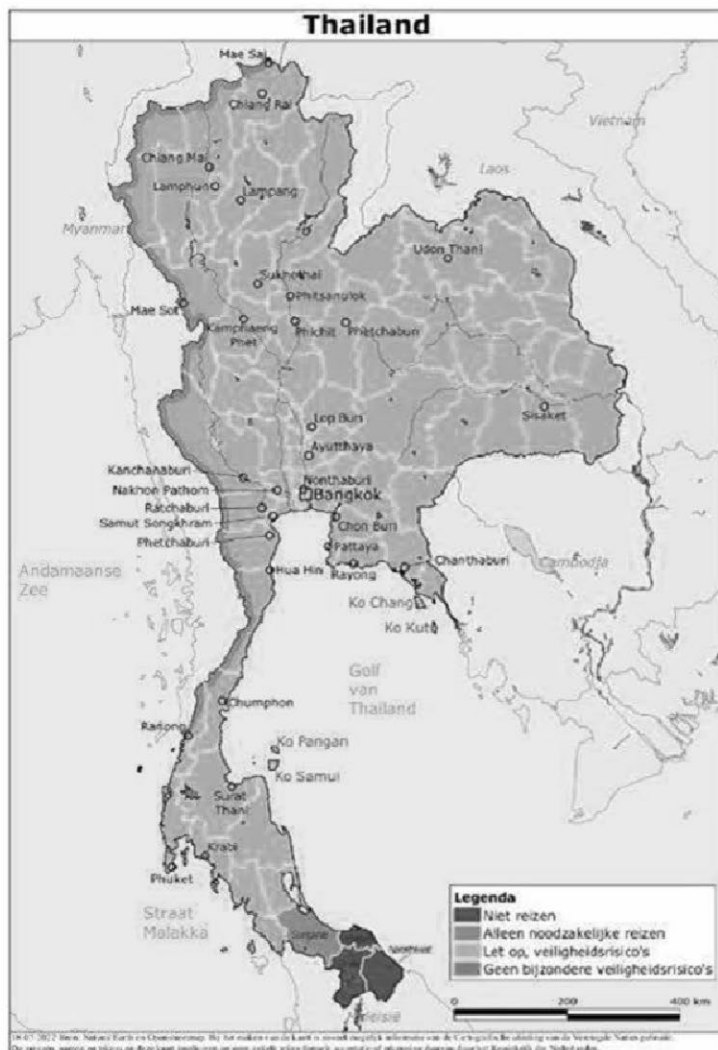 Thailand
Mae Sai
Chiang Rai
Vietnam
Laos
Chiang Mai
Lamphun
Lampang
Myanmar
Udon Thani
Sukhothai
Phitsanulok
Mae Sot
Kamphaeng
Phet
Phichit
Phetchabun
Sisaket
Lop Buri
Ayutthaya
Kanchanaburi
Nonthaburi
Nakhon Pathom
Bangkok
Ratchaburi
Samut Songkhram
Chon Buri
Phetchaburi
Pattaya
Chanthaburi
Cambodja
Andamaanse
Zee
Hua Hin
Rayong
Ko Chang
Ko Kut
Golf
van
Thailand
Chumphon
Ranong
Ko Pangan
Ko Samui
Surat
Thani
Krabi
Phuket
Straat
Malakka
Legenda
Niet reizen
Alleen noodzakelijke reizen
Let op, veiligheidsrisico's
Geen bijzondere veiligheidsrisico's
0 200 400 km
Maleisië